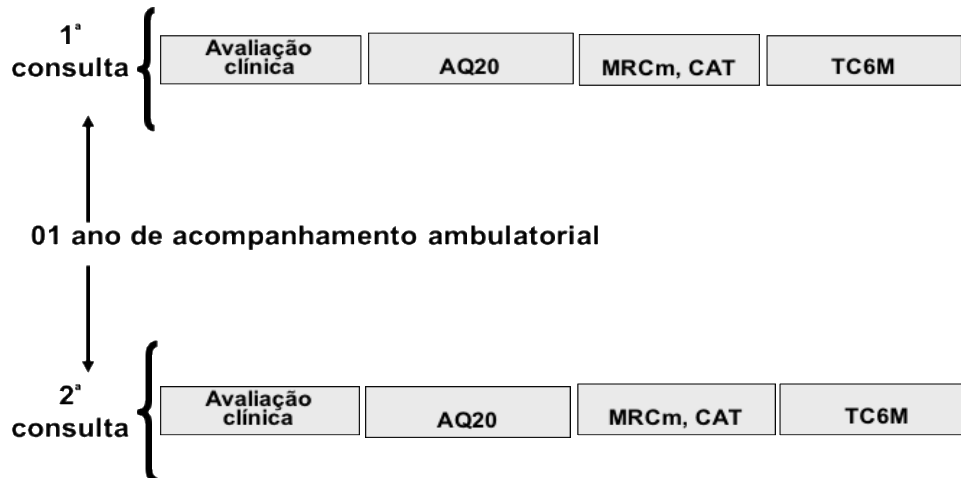 1ª
consulta
Avaliação
clínica
AQ20
MRCm, CAT
TC6M
01 ano de acompanhamento ambulatorial
2ª
consulta
Avaliação
clínica
AQ20
MRCm, CAT
TC6M